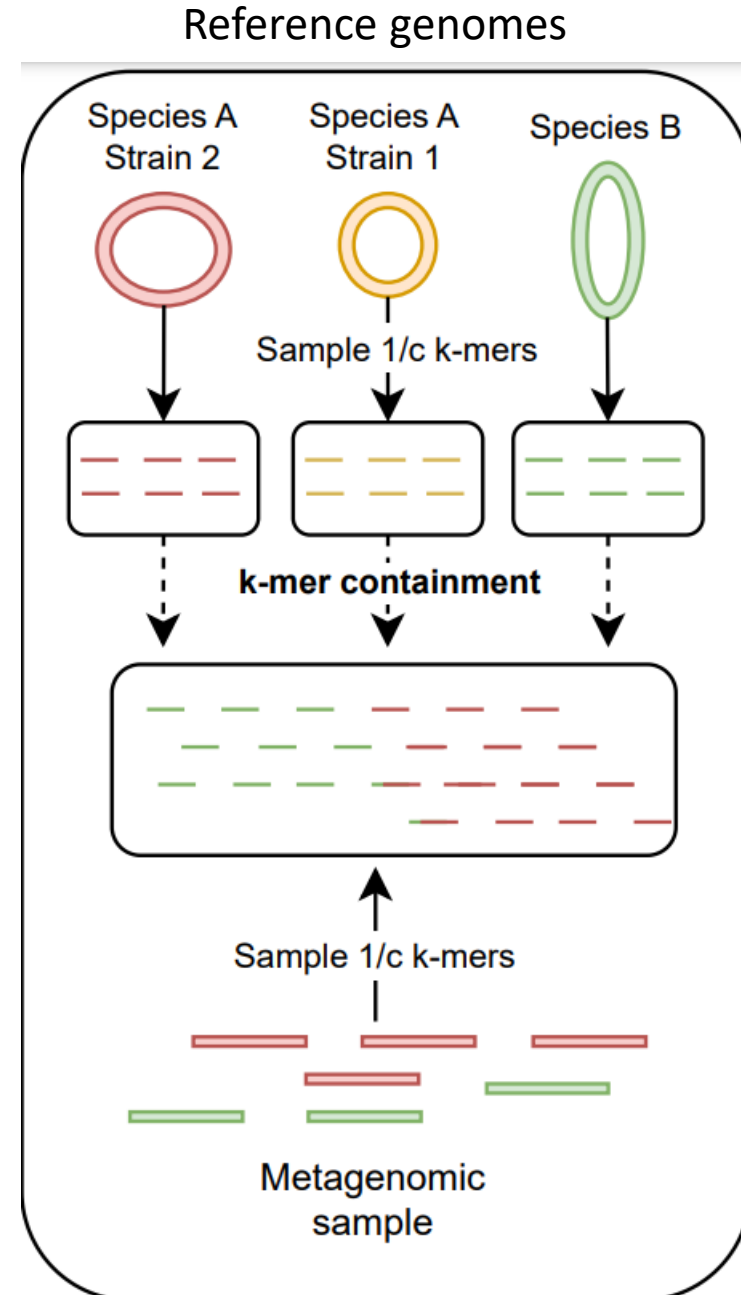 Reference genomes
Species A
Strain 2
Species A
Strain 1
Species B
Sample 1/c k-mers
k-mer containment
Sample 1/c k-mers
Metagenomic
sample